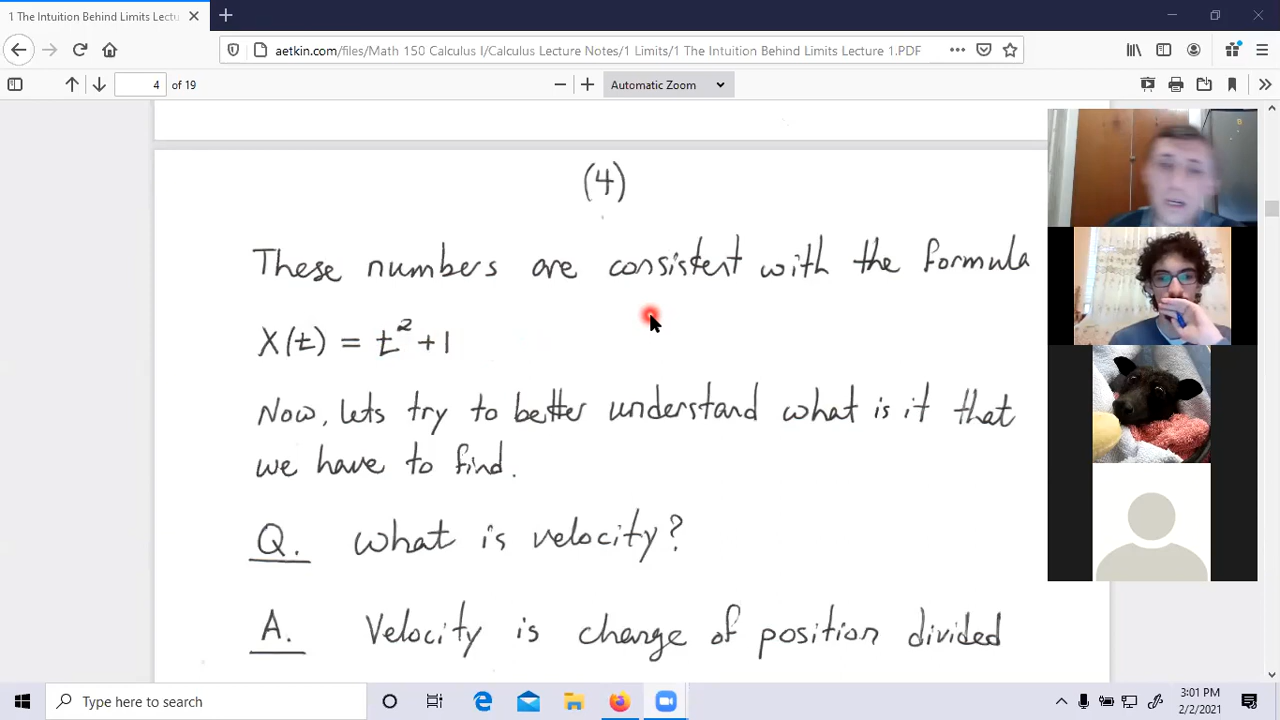 1 The Intuition Behind Limits Lectu
aetkin.com/files/Math 150 Calculus I/Calculus Lecture Notes/1 Limits/1 The Intuition Behind Limits Lecture 1.PDF
4 of 19
Automatic Zoom
(4)
These numbers are consistent with the formula
X(t) = t²+1
Now, lets try to better understand what is it that
we have to find.
Q. What is velocity?
A. Velocity is change of position divided
Type here to search
3:01 PM
2/2/2021